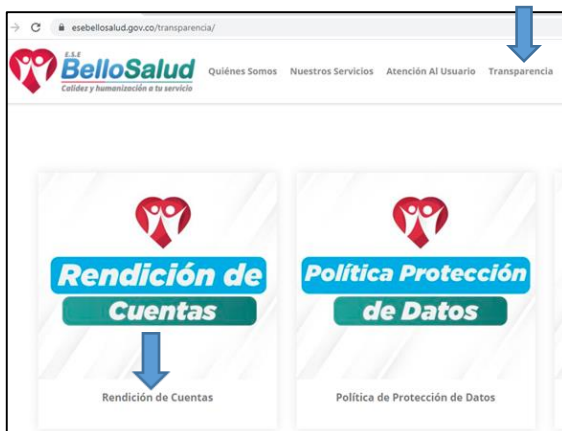 esebellosalud.gov.co/transparencia/
E.S.E
BelloSalud
Calidez y humanización a tu servicio
Quiénes Somos Nuestros Servicios Atención Al Usuario Transparencia
Rendición de
Cuentas
Política Protección
de Datos
Rendición de Cuentas
Política de Protección de Datos